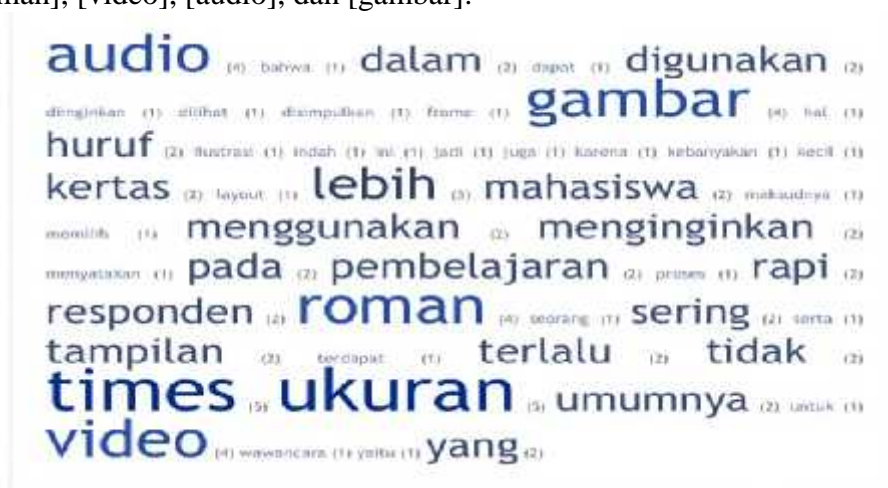 man], [video], [audio], dan [gambar].
audio (4) bahwa (1) dalam (2) dapat (1) digunakan (2)
diinginkan (1) dilihat (1) disimpulkan (1) frame (1) gambar (4) hal (1)
huruf (2) ilustrasi (1) indah (1) ini (1) jadi (1) juga (1) karena (1) kebanyakan (1) kecil (1)
kertas (2) layout (1) lebih (3) mahasiswa (2) maksudnya (1)
memilih (1) menggunakan (2) menginginkan (2)
menyatakan (1) pada (2) pembelajaran (2) proses (1) rapi (2)
responden (2) roman (4) seorang (1) sering (2) serta (1)
tampilan (2) terdapat (1) terlalu (2) tidak (2)
times (5) ukuran (5) umumnya (2) untuk (1)
video (4) wawancara (1) yaitu (1) yang (2)